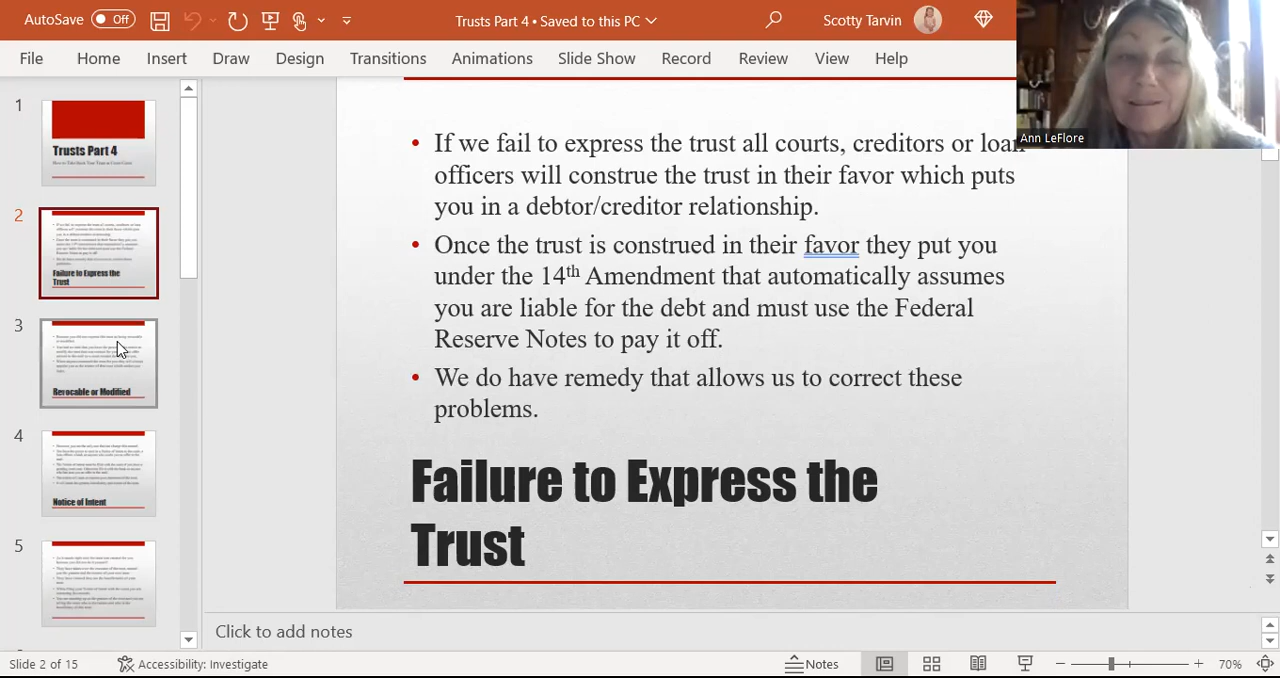 AutoSave Off Trusts Part 4 • Saved to this PC Scotty Tarvin
File Home Insert Draw Design Transitions Animations Slide Show Record Review View Help
Ann LeFlore
1
Trusts Part 4
2
Failure to Express the
Trust
3
Revocable or Modified
4
Notice of Intent
5
• If we fail to express the trust all courts, creditors or loan
officers will construe the trust in their favor which puts
you in a debtor/creditor relationship.
• Once the trust is construed in their favor they put you
under the 14th Amendment that automatically assumes
you are liable for the debt and must use the Federal
Reserve Notes to pay it off.
• We do have remedy that allows us to correct these
problems.
Failure to Express the
Trust
Click to add notes
Slide 2 of 15 Accessibility: Investigate Notes 70%